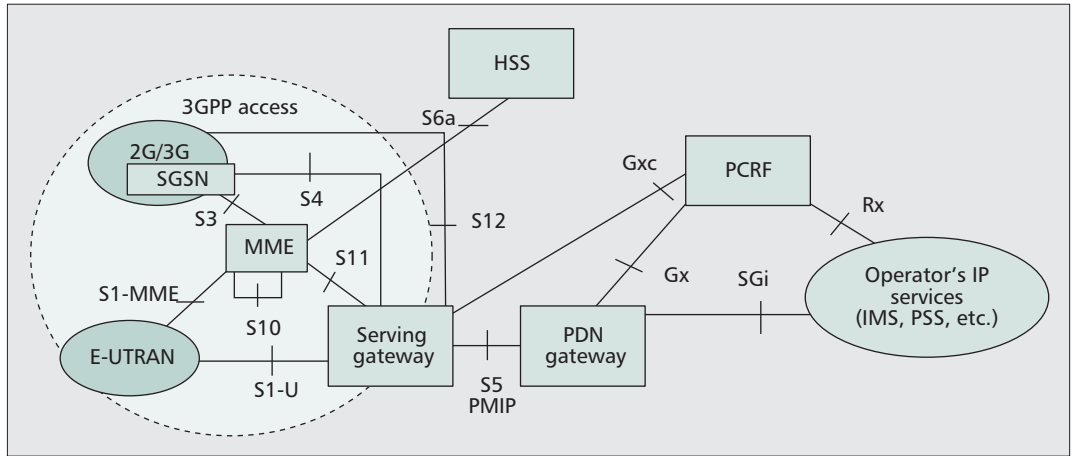 HSS
3GPP access
S6a
2G/3G
SGSN
S4
S3
Gxc
PCRF
S12
Rx
MME
S11
S1-MME
S10
Gx
SGi
Operator's IP
services
(IMS, PSS, etc.)
E-UTRAN
S1-U
Serving
gateway
S5
PMIP
PDN
gateway